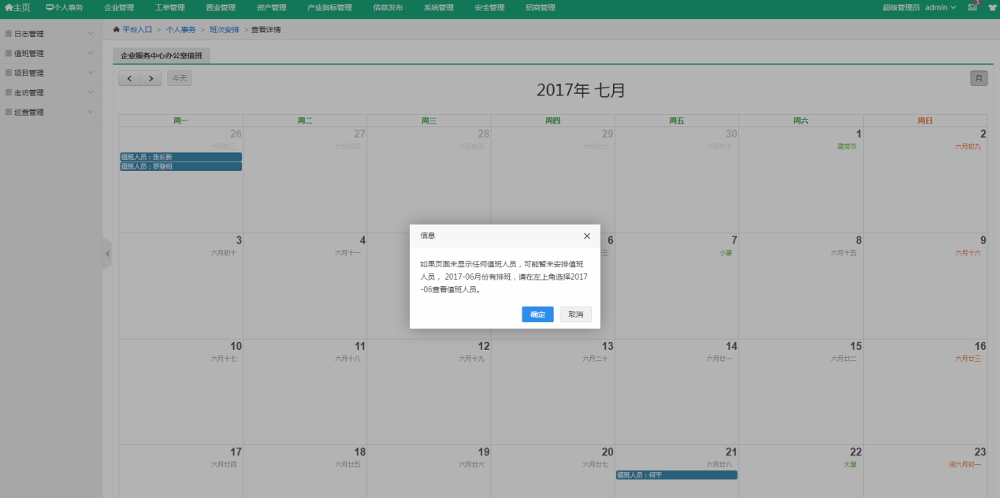 主页 个人事务 企业管理 工单管理 置业管理 资产管理 产业指标管理 信息发布 系统管理 安全管理 招商管理 超级管理员 admin 1
日志管理
值班管理
项目管理
走访管理
巡查管理
平台入口 > 个人事务 > 班次安排 > 查看详情
企业服务中心办公室值班
今天
2017年 七月
月
周一 周二 周三 周四 周五 周六 周日
26 27 28 29 30 1 2
六月初三 六月初四 六月初五 六月初六 六月初七 建党节 六月初九
值班人员：张长新
值班人员：罗登相
信息
如果页面未显示任何值班人员，可能暂未安排值班
人员， 2017-06月份有排班，请在左上角选择2017
-06查看值班人员。
确定 取消
3 4 6 7 8 9
六月初十 六月十一 三 小暑 六月十五 六月十六
10 11 12 13 14 15 16
六月十七 六月十八 六月十九 六月二十 六月廿一 六月廿二 六月廿三
17 18 19 20 21 22 23
六月廿四 六月廿五 六月廿六 六月廿七 六月廿八 大暑 闰六月初一
值班人员：何平